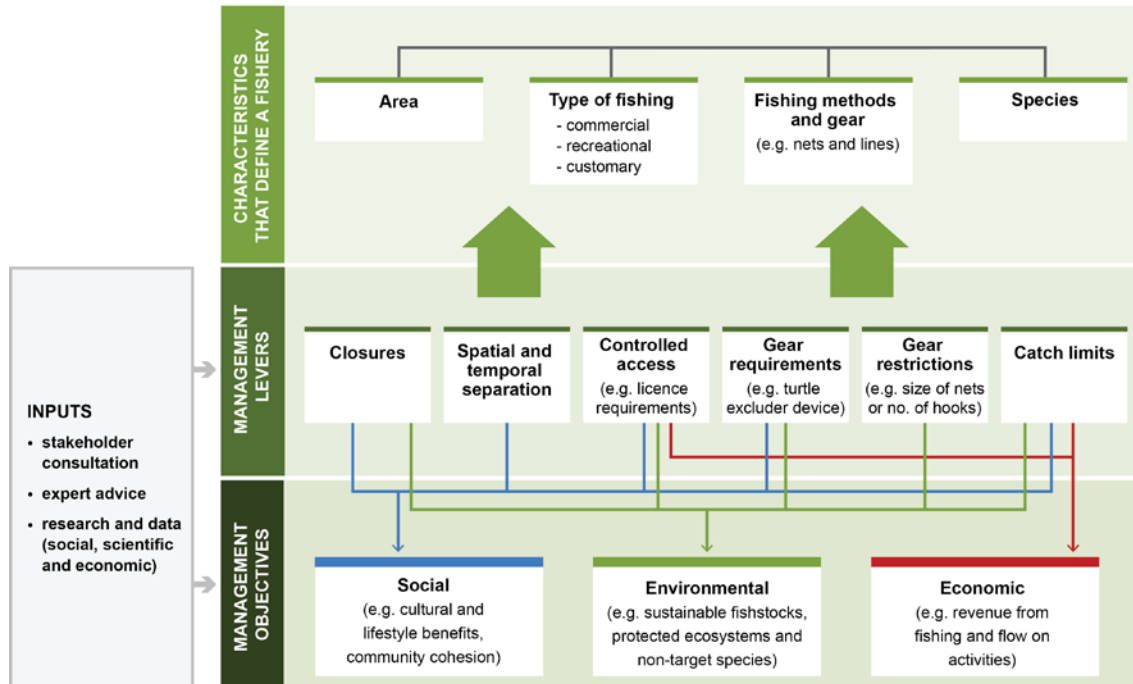 CHARACTERISTICS
THAT DEFINE A FISHERY
Area
Type of fishing
- commercial
- recreational
- customary
Fishing methods
and gear
(e.g. nets and lines)
Species
MANAGEMENT
LEVERS
Closures
Spatial and
temporal
separation
Controlled
access
(e.g. licence
requirements)
Gear
requirements
(e.g. turtle
excluder device)
Gear
restrictions
(e.g. size of nets
or no. of hooks)
Catch limits
INPUTS
• stakeholder
consultation
• expert advice
• research and data
(social, scientific
and economic)
MANAGEMENT
OBJECTIVES
Social
(e.g. cultural and
lifestyle benefits,
community cohesion)
Environmental
(e.g. sustainable fishstocks,
protected ecosystems and
non-target species)
Economic
(e.g. revenue from
fishing and flow on
activities)